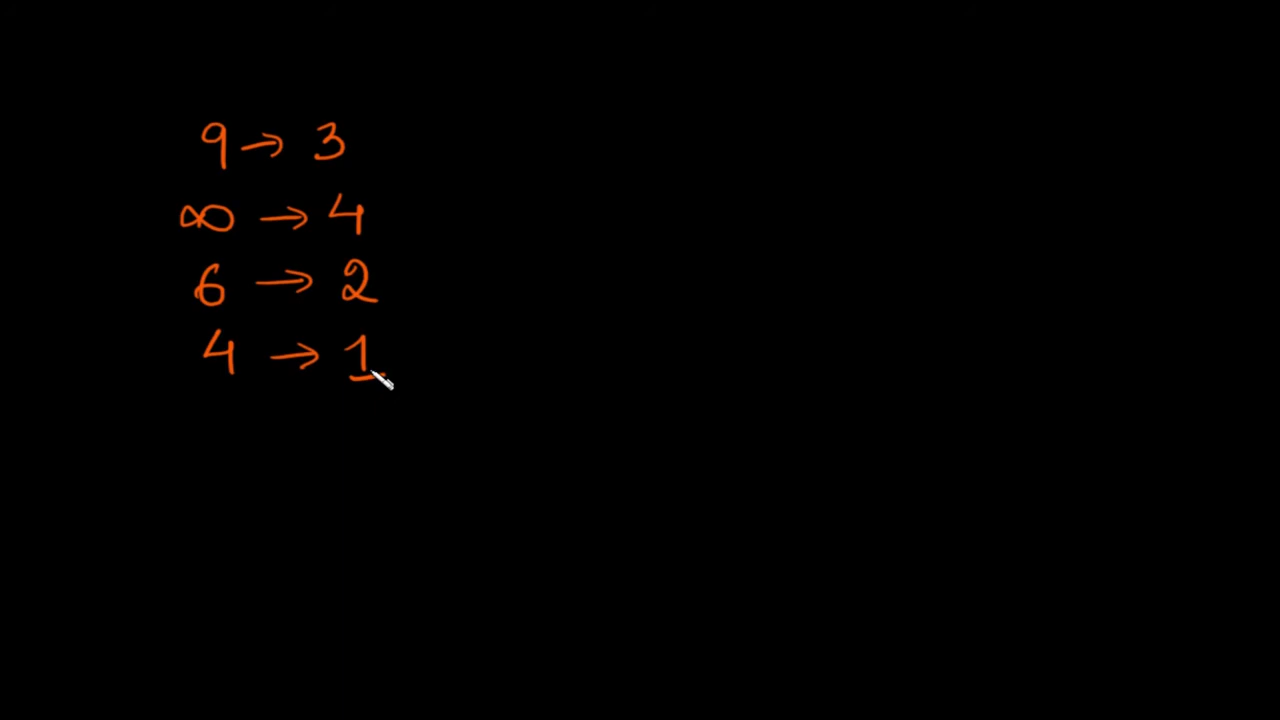 9 → 3
∞ → 4
6 → 2
4 → 1